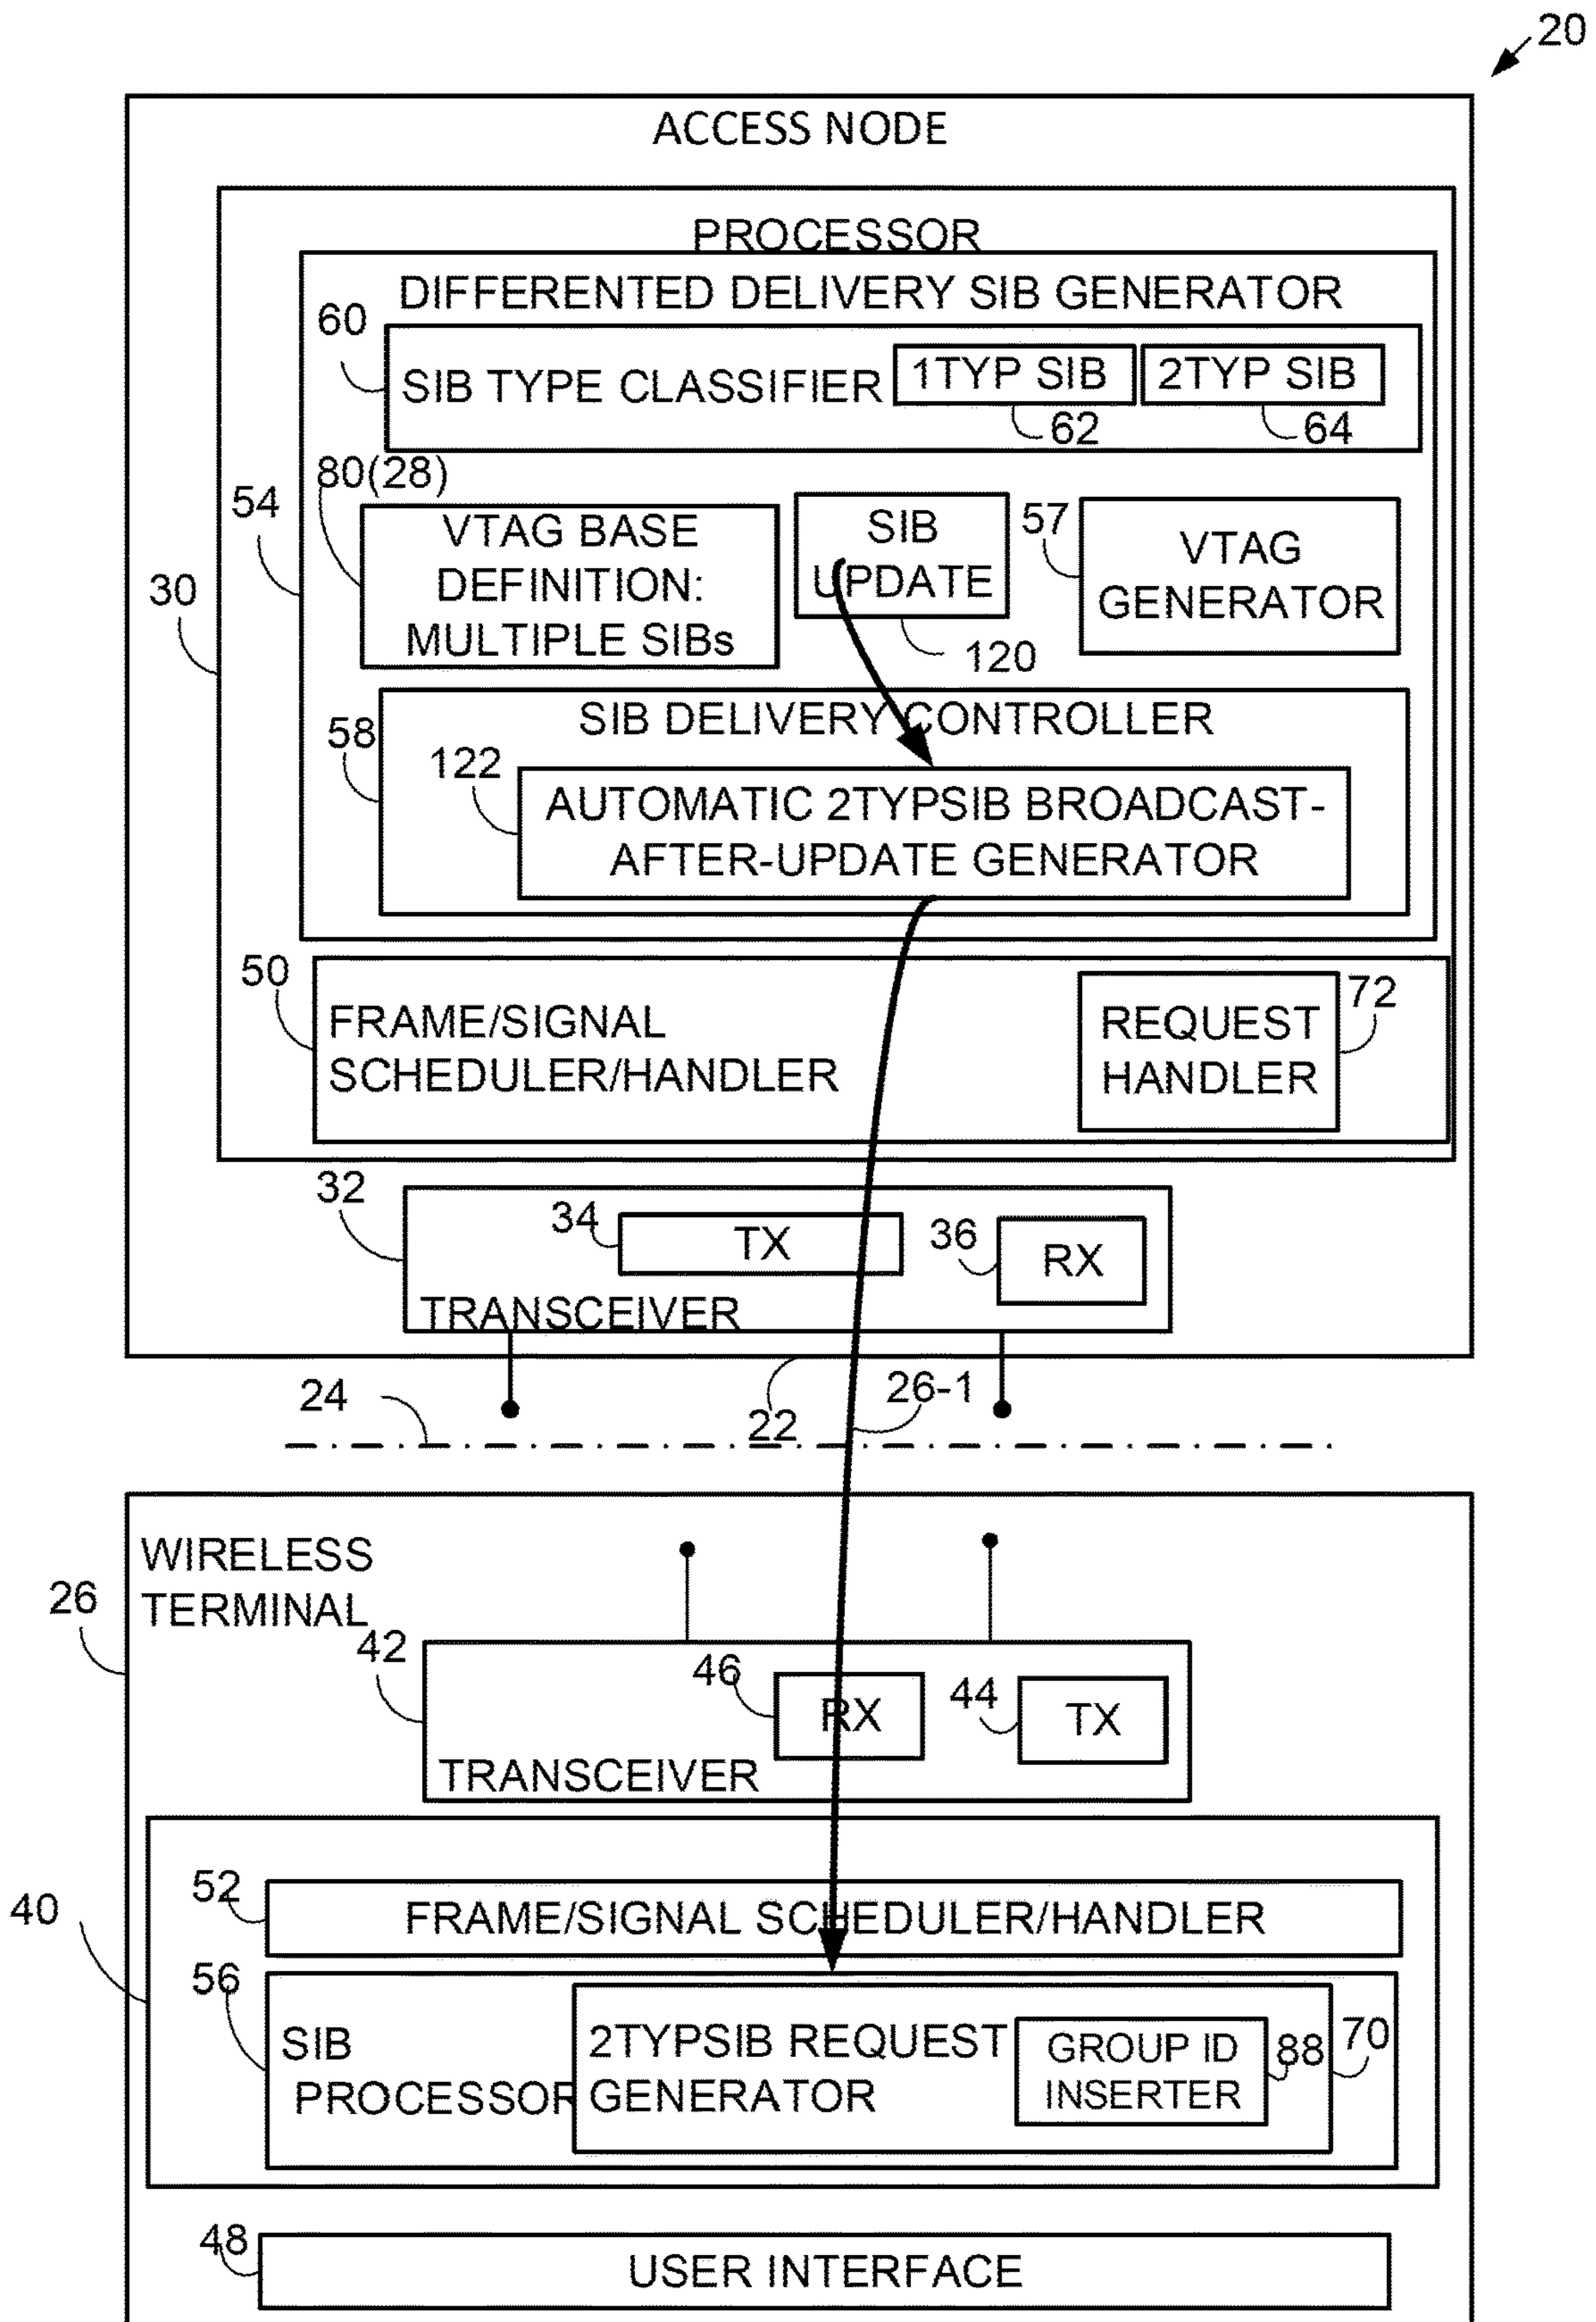 20
ACCESS NODE
PROCESSOR
DIFFERENTED DELIVERY SIB GENERATOR
60
SIB TYPE CLASSIFIER
1TYP SIB
2TYP SIB
62
64
80(28)
54
VTAG BASE
DEFINITION:
MULTIPLE SIBs
SIB
UPDATE
57
VTAG
GENERATOR
30
120
58
SIB DELIVERY CONTROLLER
122
AUTOMATIC 2TYPSIB BROADCAST-
AFTER-UPDATE GENERATOR
50
FRAME/SIGNAL
SCHEDULER/HANDLER
REQUEST
HANDLER
72
32
34
TX
36
RX
TRANSCEIVER
24
22
26-1
WIRELESS
TERMINAL
26
42
46
RX
44
TX
TRANSCEIVER
52
FRAME/SIGNAL SCHEDULER/HANDLER
40
56
SIB
PROCESSOR
2TYPSIB REQUEST
GENERATOR
GROUP ID
INSERTER
88
70
48
USER INTERFACE